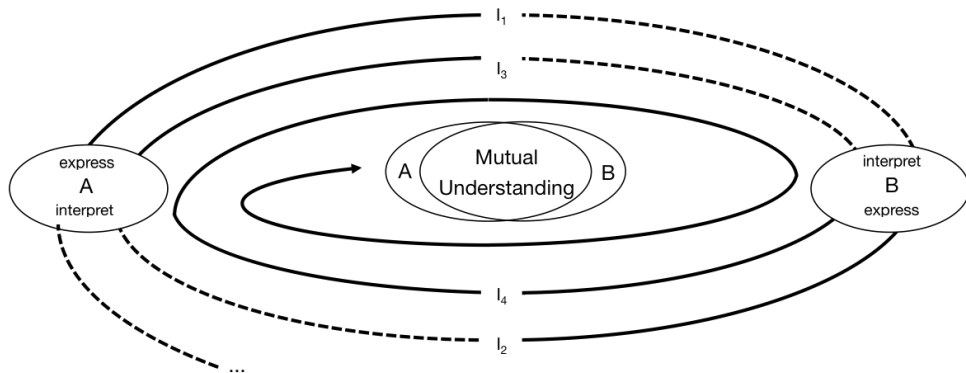 I₁
I₃
express
A
interpret
A
Mutual
Understanding
B
interpret
B
express
I₄
I₂
...